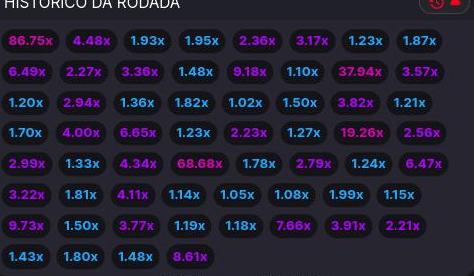 HISTÓRICO DA RODADA
86.75x 4.48x 1.93x 1.95x 2.36x 3.17x 1.23x 1.87x
6.49x 2.27x 3.36x 1.48x 9.18x 1.10x 37.94x 3.57x
1.20x 2.94x 1.36x 1.82x 1.02x 1.50x 3.82x 1.21x
1.70x 4.00x 6.65x 1.23x 2.23x 1.27x 19.26x 2.56x
2.99x 1.33x 4.34x 68.68x 1.78x 2.79x 1.24x 6.47x
3.22x 1.81x 4.11x 1.14x 1.05x 1.08x 1.99x 1.15x
9.73x 1.50x 3.77x 1.19x 1.18x 7.66x 3.91x 2.21x
1.43x 1.80x 1.48x 8.61x